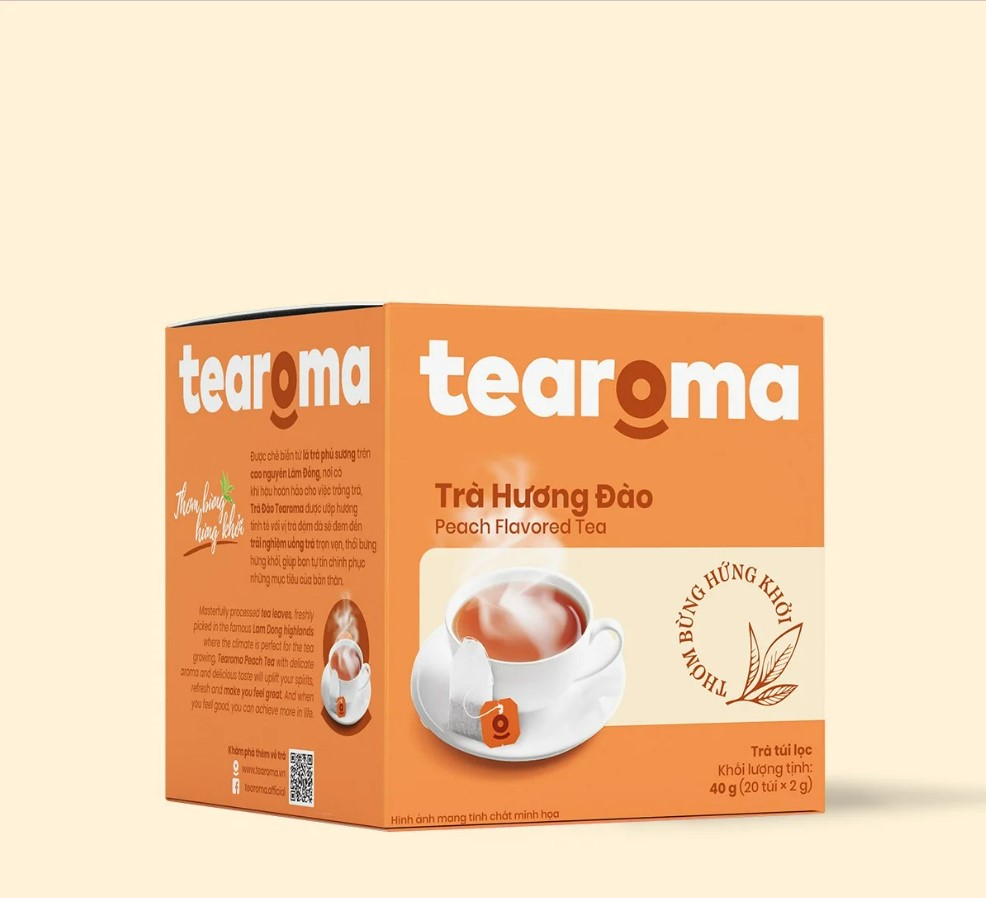 tearoma
Được chế biến từ lá trà phủ sương trên
cao nguyên Lâm Đồng, nơi có
khí hậu hoàn hảo cho việc trồng trà,
Trà Đào Tearoma được ướp hương
tinh tế với vị trà đậm đà sẽ đem đến
trải nghiệm uống trà trọn vẹn, thổi bừng
hứng khởi, giúp bạn tự tin chinh phục
những mục tiêu của bản thân.
Thơm bừng
hứng khởi
Masterfully processed tea leaves, freshly
picked in the famous Lam Dong highlands
where the climate is perfect for the tea
growing, Tearoma Peach Tea with delicate
aroma and delicious taste will uplift your spirits,
refresh and make you feel great. And when
you feel good, you can achieve more in life.
Khám phá thêm về trà
www.tearoma.vn
tearoma.official
tearoma
Trà Hương Đào
Peach Flavored Tea
THƠM BỪNG HỨNG KHỞI
Trà túi lọc
Khối lượng tịnh:
40 g (20 túi × 2 g)
Hình ảnh mang tính chất minh họa